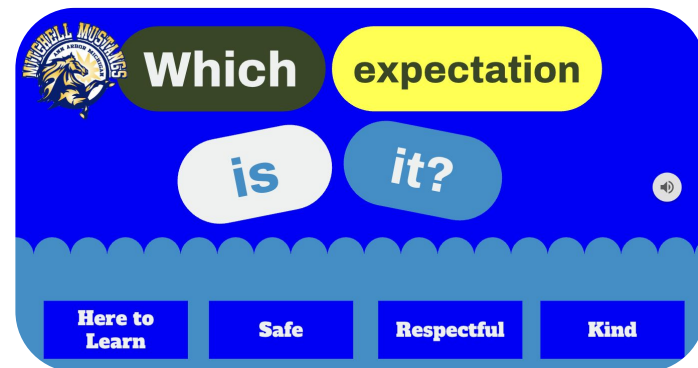 MITCHELL MUSTANGS
ANN ARBOR MICHIGAN
Which expectation
is it?
Here to
Learn
Safe
Respectful
Kind